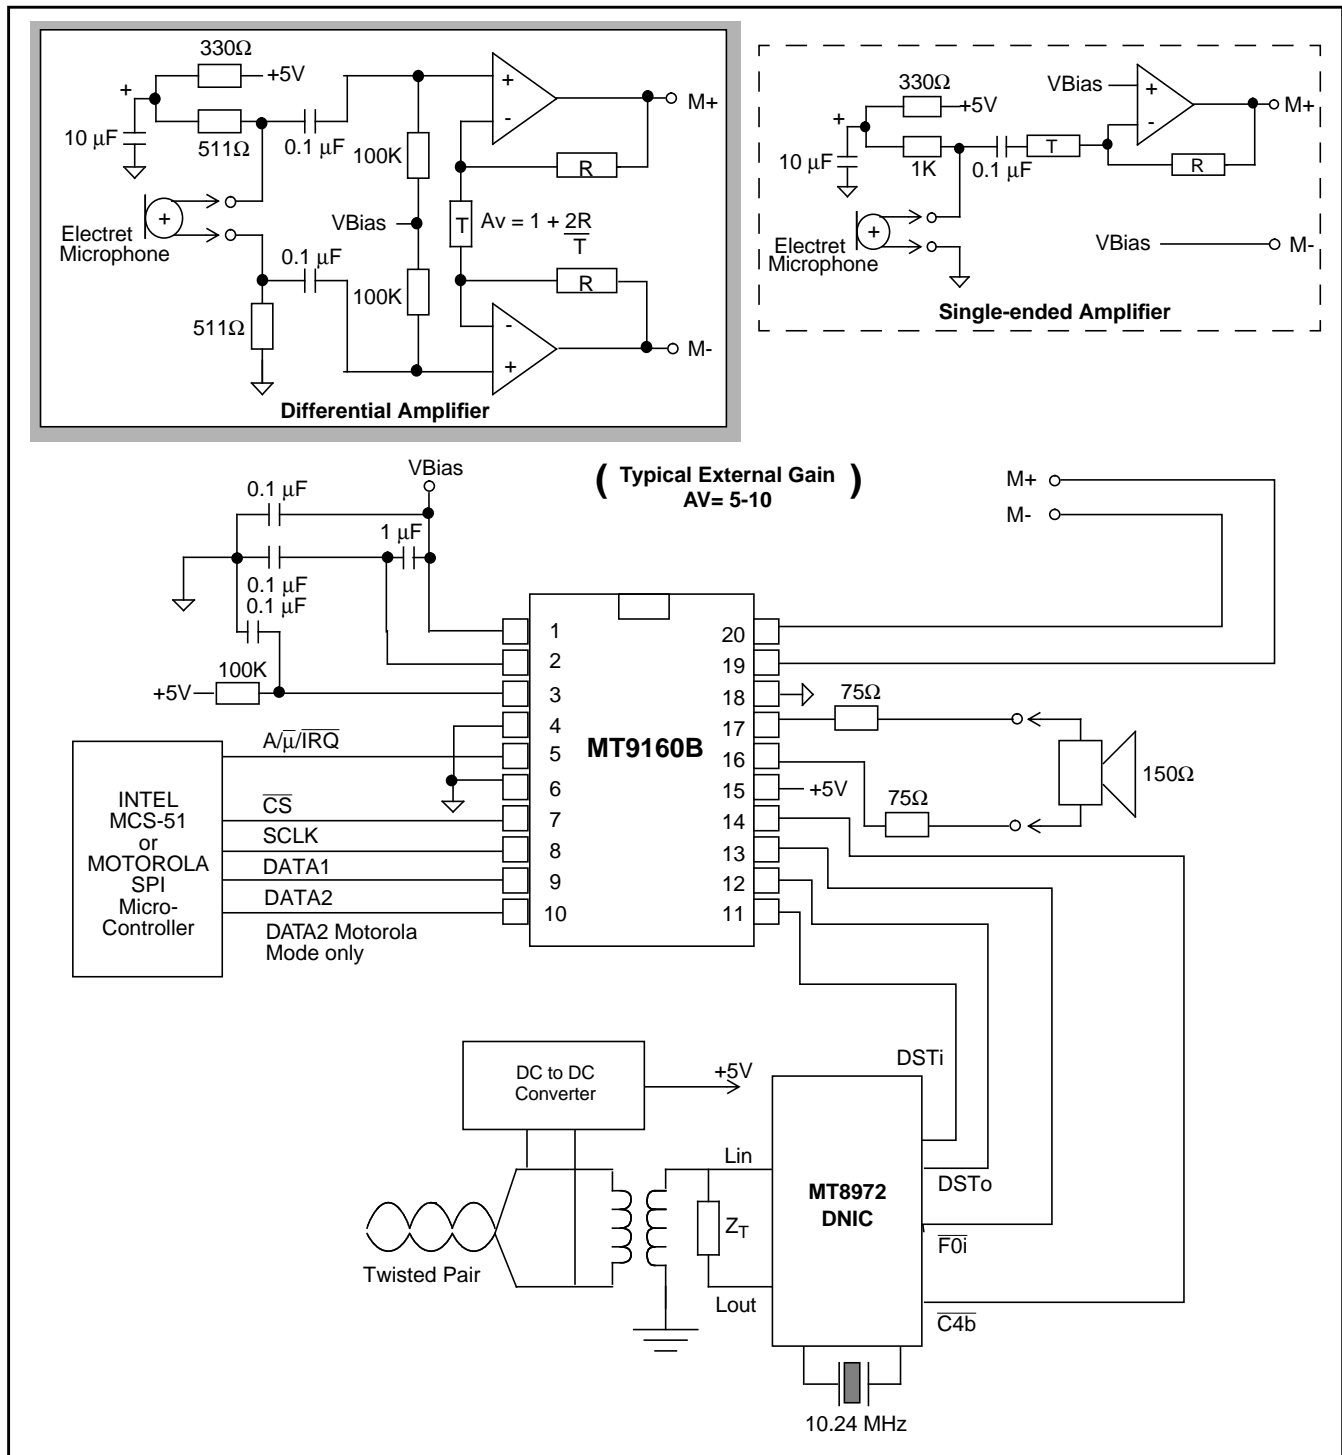 330Ω
+5V
+
10 µF
511Ω
0.1 µF
100K
+
-
M+
R
VBias
T
Av = 1 + 2R
T
+
Electret
Microphone
0.1 µF
100K
R
511Ω
-
+
M-
Differential Amplifier
330Ω
+5V
+
10 µF
1K
0.1 µF
T
VBias
+
-
M+
R
+
Electret
Microphone
VBias
M-
Single-ended Amplifier
VBias
( Typical External Gain )
AV= 5-10
M+
M-
0.1 µF
1 µF
0.1 µF
0.1 µF
100K
+5V
1
2
3
4
5
6
7
8
9
10
MT9160B
20
19
18
17
16
15
14
13
12
11
75Ω
75Ω
150Ω
+5V
INTEL
MCS-51
or
MOTOROLA
SPI
Micro-
Controller
A/μ̅/I̅R̅Q̅
C̅S̅
SCLK
DATA1
DATA2
DATA2 Motorola
Mode only
DC to DC
Converter
+5V
DSTi
Lin
MT8972
DNIC
DSTo
ZT
F̅0̅i̅
Twisted Pair
Lout
C̅4̅b̅
10.24 MHz